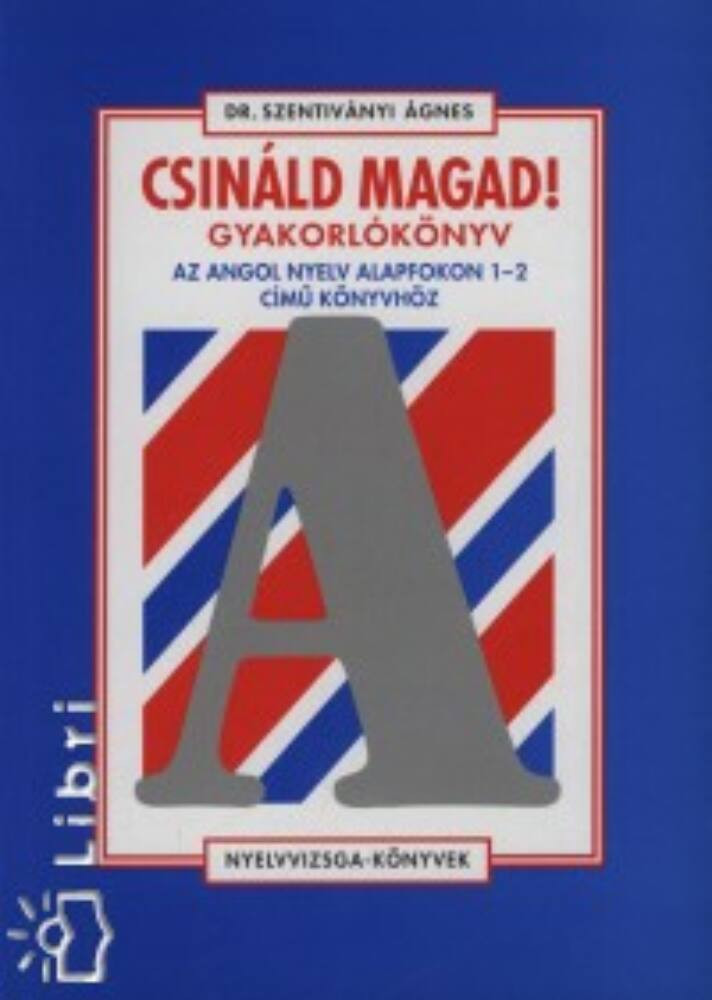 DR. SZENTIVÁNYI ÁGNES
CSINÁLD MAGAD!
GYAKORLÓKÖNYV
AZ ANGOL NYELV ALAPFOKON 1-2
CÍMŰ KÖNYVHÖZ
A
NYELVVIZSGA-KÖNYVEK
Libri